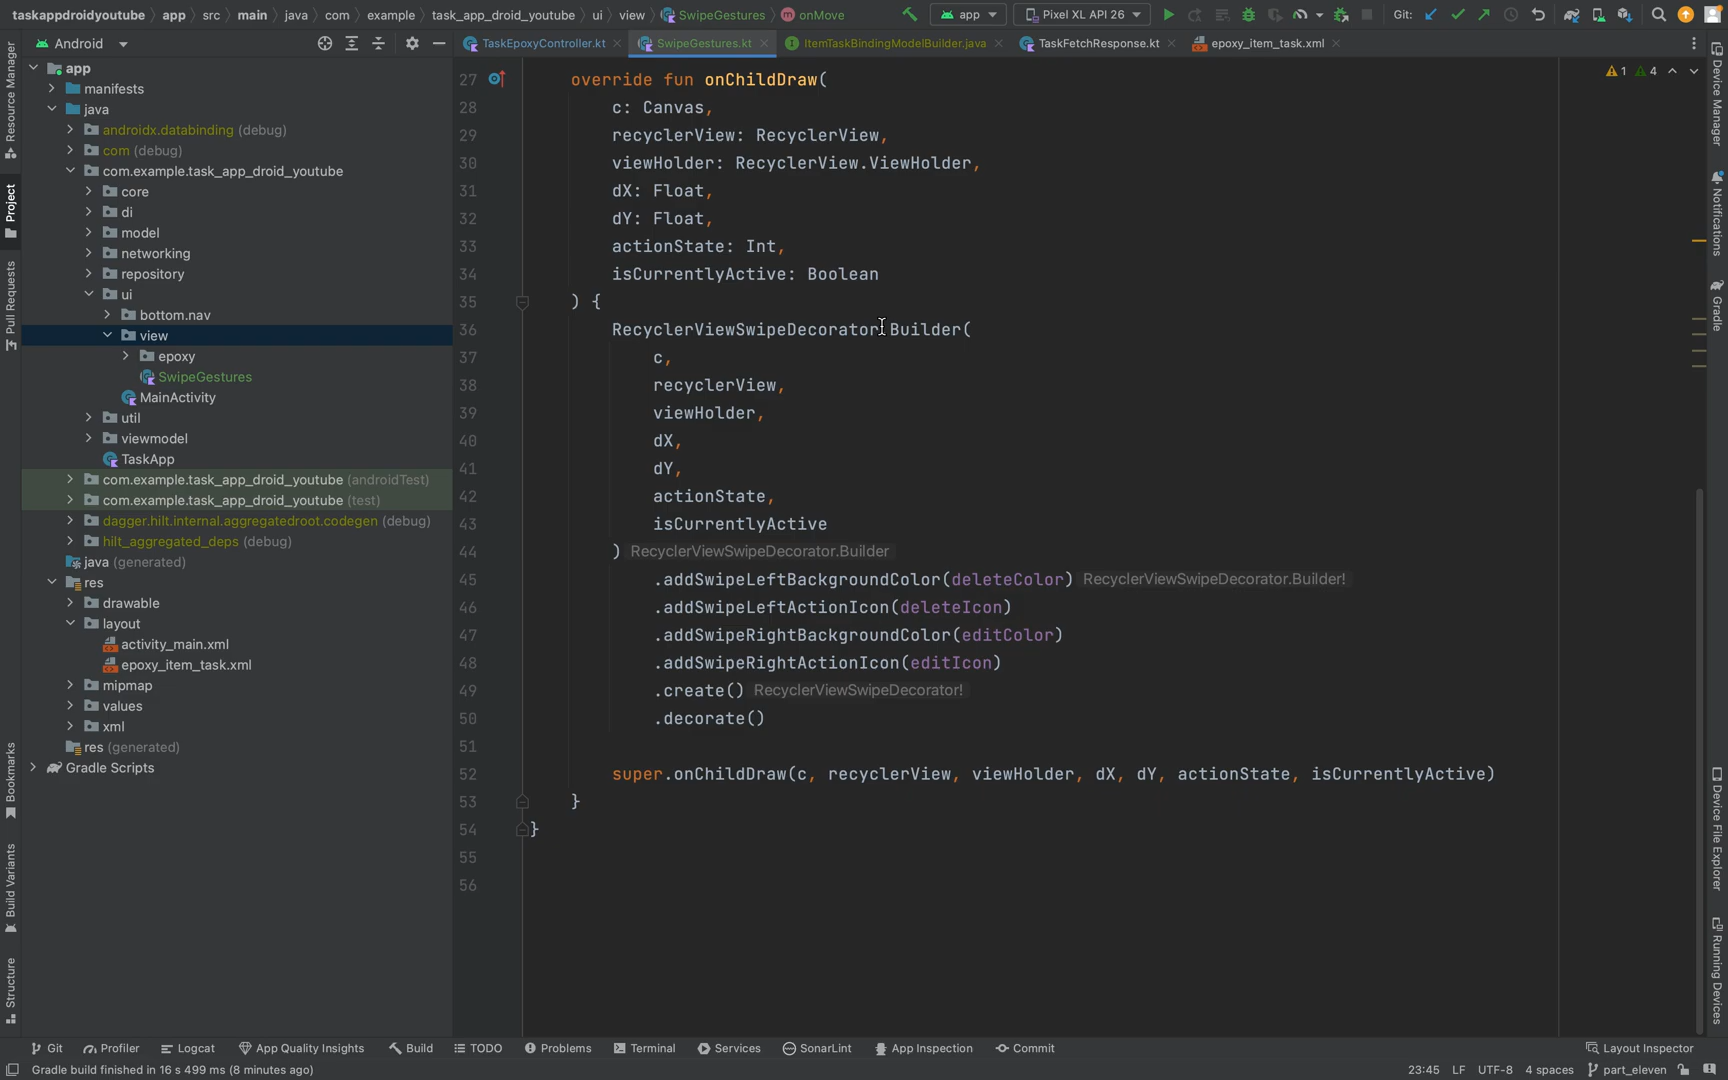 taskappdroidyoutube app src main java com example task_app_droid_youtube ui view SwipeGestures onMove
app Pixel XL API 26 Git:
Android
TaskEpoxyController.kt SwipeGestures.kt ItemTaskBindingModelBuilder.java TaskFetchResponse.kt epoxy_item_task.xml
app
manifests
java
androidx.databinding (debug)
com (debug)
com.example.task_app_droid_youtube
core
di
model
networking
repository
ui
bottom.nav
view
epoxy
SwipeGestures
MainActivity
util
viewmodel
TaskApp
com.example.task_app_droid_youtube (androidTest)
com.example.task_app_droid_youtube (test)
dagger.hilt.internal.aggregatedroot.codegen (debug)
hilt_aggregated_deps (debug)
java (generated)
res
drawable
layout
activity_main.xml
epoxy_item_task.xml
mipmap
values
xml
res (generated)
Gradle Scripts
1 4
27 override fun onChildDraw(
28 c: Canvas,
29 recyclerView: RecyclerView,
30 viewHolder: RecyclerView.ViewHolder,
31 dX: Float,
32 dY: Float,
33 actionState: Int,
34 isCurrentlyActive: Boolean
35 ) {
36 RecyclerViewSwipeDecorator.Builder(
37 c,
38 recyclerView,
39 viewHolder,
40 dX,
41 dY,
42 actionState,
43 isCurrentlyActive
44 ) RecyclerViewSwipeDecorator.Builder
45 .addSwipeLeftBackgroundColor(deleteColor) RecyclerViewSwipeDecorator.Builder!
46 .addSwipeLeftActionIcon(deleteIcon)
47 .addSwipeRightBackgroundColor(editColor)
48 .addSwipeRightActionIcon(editIcon)
49 .create() RecyclerViewSwipeDecorator!
50 .decorate()
51
52 super.onChildDraw(c, recyclerView, viewHolder, dX, dY, actionState, isCurrentlyActive)
53 }
54 }
55
56
Resource Manager
Project
Pull Requests
Bookmarks
Build Variants
Structure
Device Manager
Notifications
Gradle
Device File Explorer
Running Devices
Git Profiler Logcat App Quality Insights Build TODO Problems Terminal Services SonarLint App Inspection Commit Layout Inspector
Gradle build finished in 16 s 499 ms (8 minutes ago) 23:45 LF UTF-8 4 spaces part_eleven